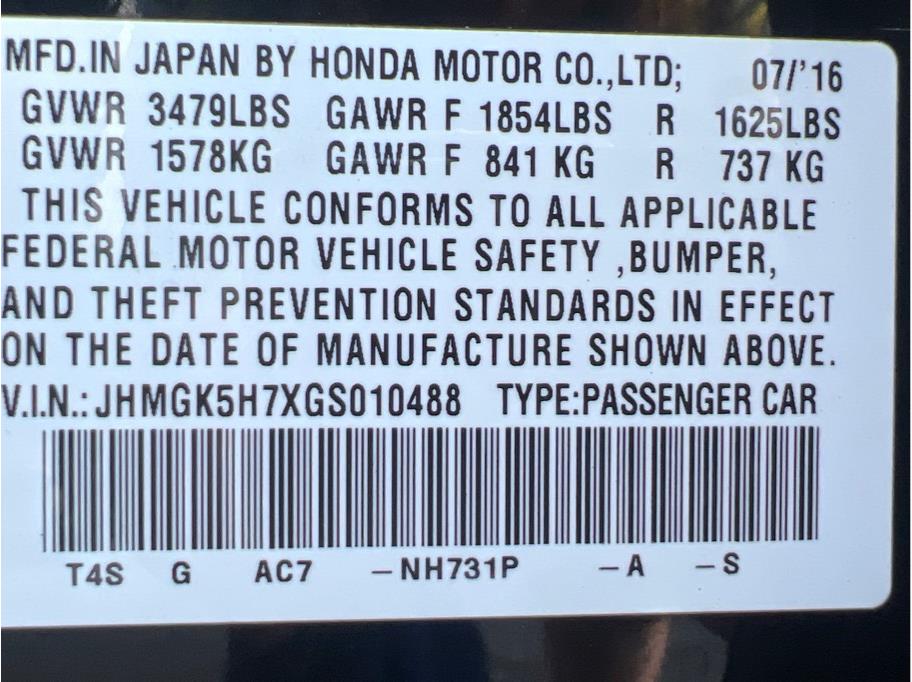 MFD.IN JAPAN BY HONDA MOTOR CO.,LTD; 07/'16
GVWR 3479LBS GAWR F 1854LBS R 1625LBS
GVWR 1578KG GAWR F 841 KG R 737 KG
THIS VEHICLE CONFORMS TO ALL APPLICABLE
FEDERAL MOTOR VEHICLE SAFETY ,BUMPER,
AND THEFT PREVENTION STANDARDS IN EFFECT
ON THE DATE OF MANUFACTURE SHOWN ABOVE.
V.I.N.: JHMGK5H7XGS010488 TYPE:PASSENGER CAR
T4S G AC7 -NH731P -A -S